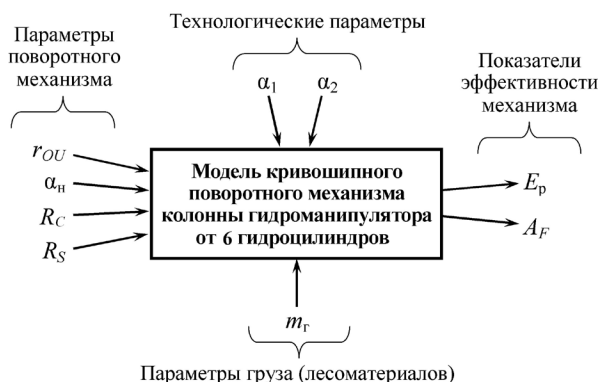 Технологические параметры
Параметры
поворотного
механизма
Показатели
эффективности
механизма
α1
α2
rOU
αн
RC
RS
Модель кривошипного
поворотного механизма
колонны гидроманипулятора
от 6 гидроцилиндров
Eр
AF
mг
Параметры груза (лесоматериалов)